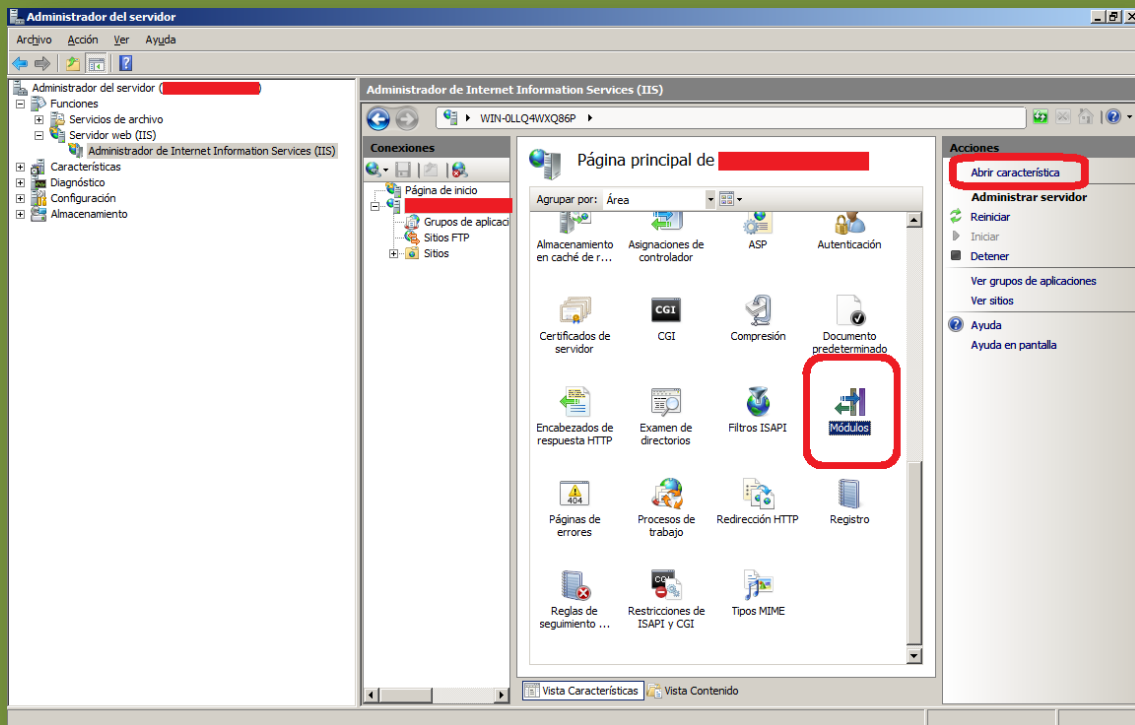 Administrador del servidor
Archivo Acción Ver Ayuda
Administrador del servidor (
)
Funciones
Servicios de archivo
Servidor web (IIS)
Administrador de Internet Information Services (IIS)
Características
Diagnóstico
Configuración
Almacenamiento
Administrador de Internet Information Services (IIS)
WIN-0LLQ4WXQ86P
Conexiones
Página de inicio
Grupos de aplicaci
Sitios FTP
Sitios
Página principal de
Agrupar por: Área
Almacenamiento en caché de r...
Asignaciones de controlador
ASP
Autenticación
Certificados de servidor
CGI
CGI
Compresión
Documento predeterminado
Encabezados de respuesta HTTP
Examen de directorios
Filtros ISAPI
Módulos
404
Páginas de errores
Procesos de trabajo
Redirección HTTP
Registro
Reglas de seguimiento ...
CGI
Restricciones de ISAPI y CGI
Tipos MIME
Vista Características
Vista Contenido
Acciones
Abrir característica
Administrar servidor
Reiniciar
Iniciar
Detener
Ver grupos de aplicaciones
Ver sitios
Ayuda
Ayuda en pantalla